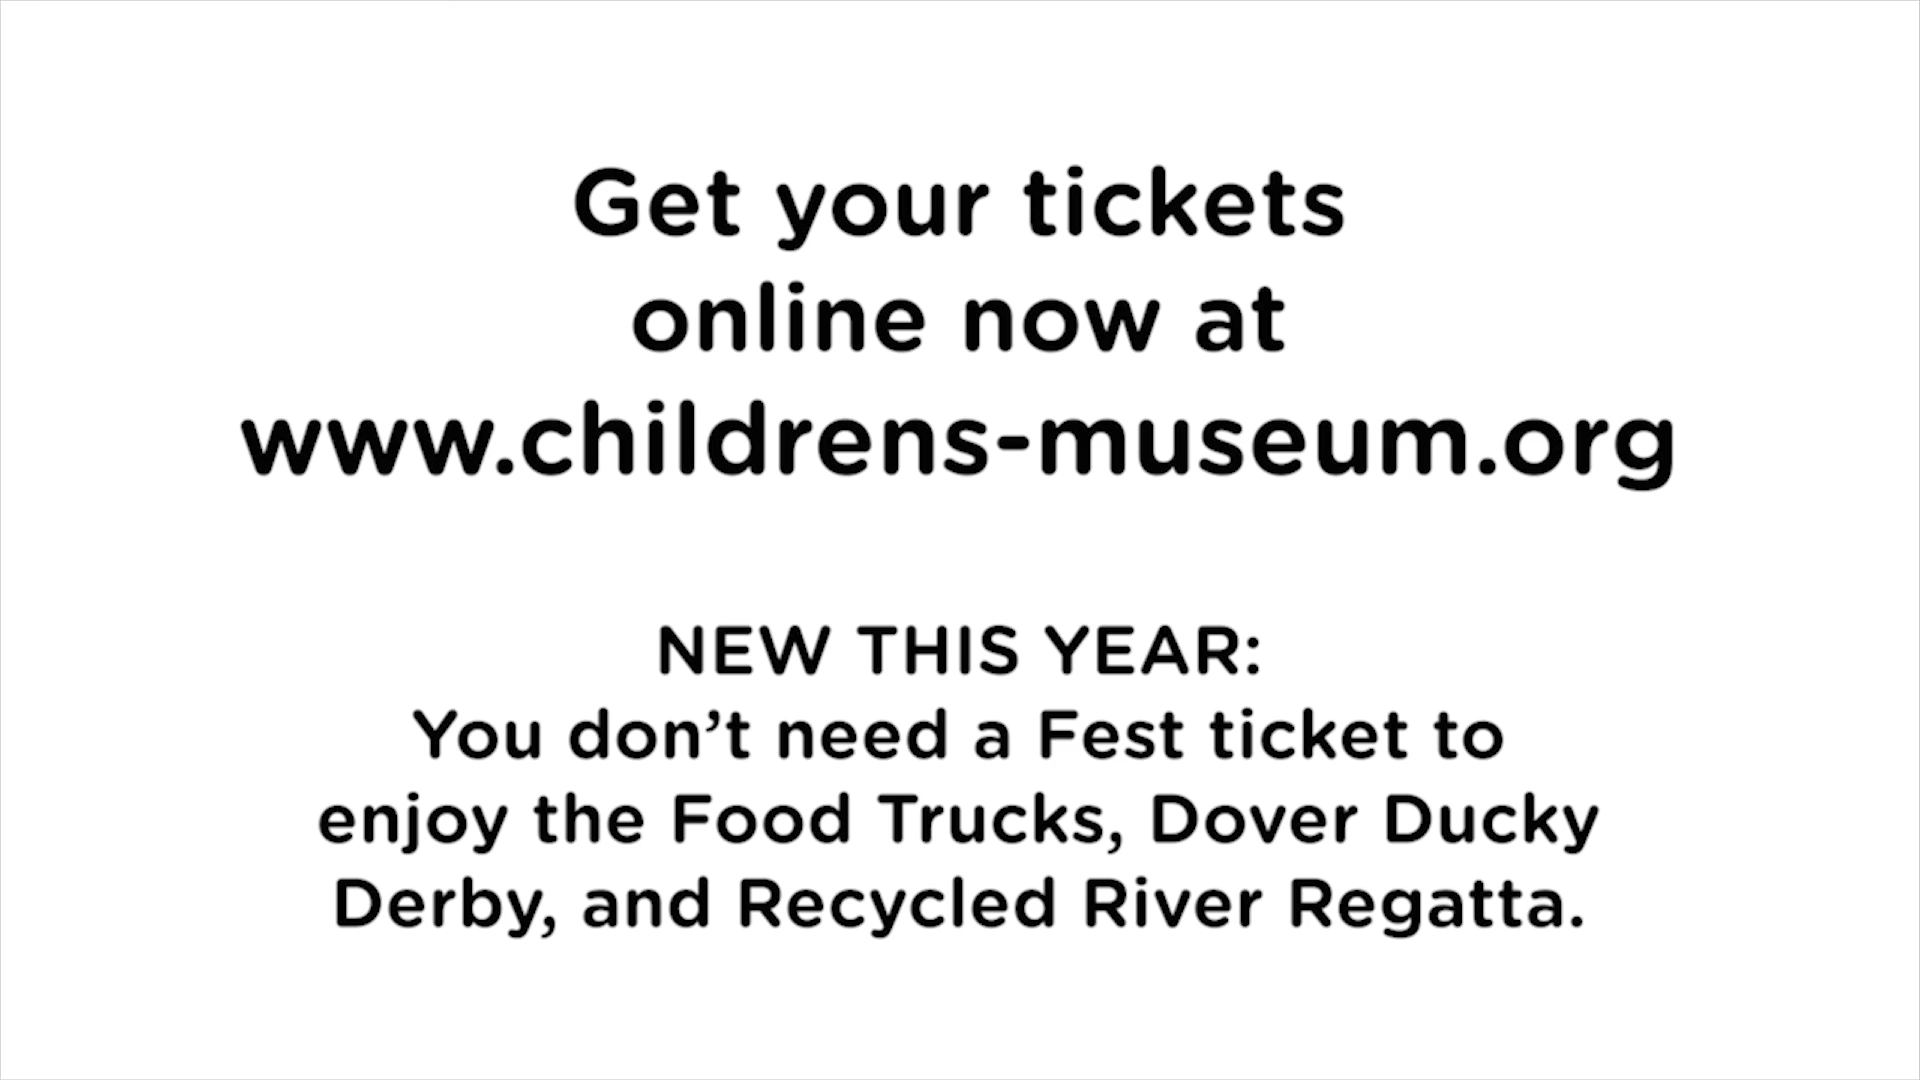 Get your tickets
online now at
www.childrens-museum.org
NEW THIS YEAR:
You don’t need a Fest ticket to
enjoy the Food Trucks, Dover Ducky
Derby, and Recycled River Regatta.